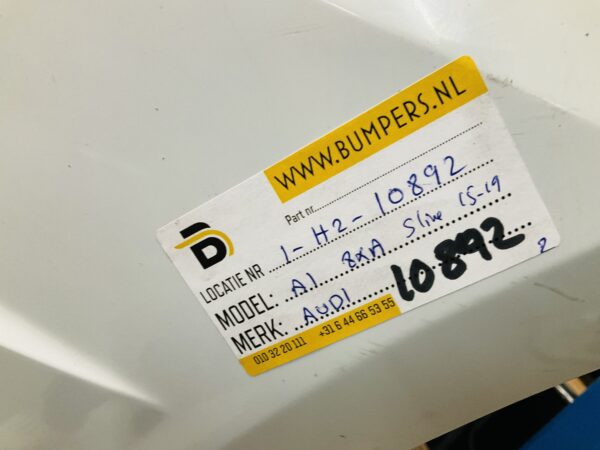 WWW.BUMPERS.NL
Part nr
LOCATIE NR 1-H2-10892
MODEL: A1 8XA Sline 15-19
MERK: AUDI 10892
010 32 20 111 +31 6 44 66 53 55
2